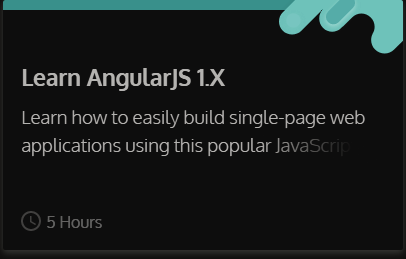 Learn AngularJS 1.X
Learn how to easily build single-page web
applications using this popular JavaScrip
5 Hours